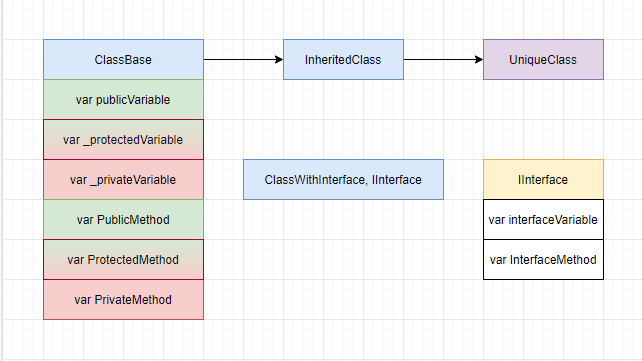 ClassBase
InheritedClass
UniqueClass
var publicVariable
var _protectedVariable
var _privateVariable
var PublicMethod
var ProtectedMethod
var PrivateMethod
ClassWithInterface, IInterface
IInterface
var interfaceVariable
var InterfaceMethod